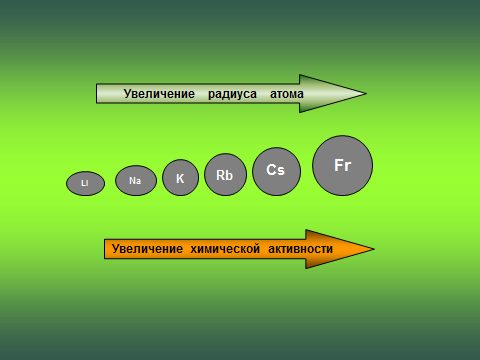 Увеличение радиуса атома
LI Na K Rb Cs Fr
Увеличение химической активности